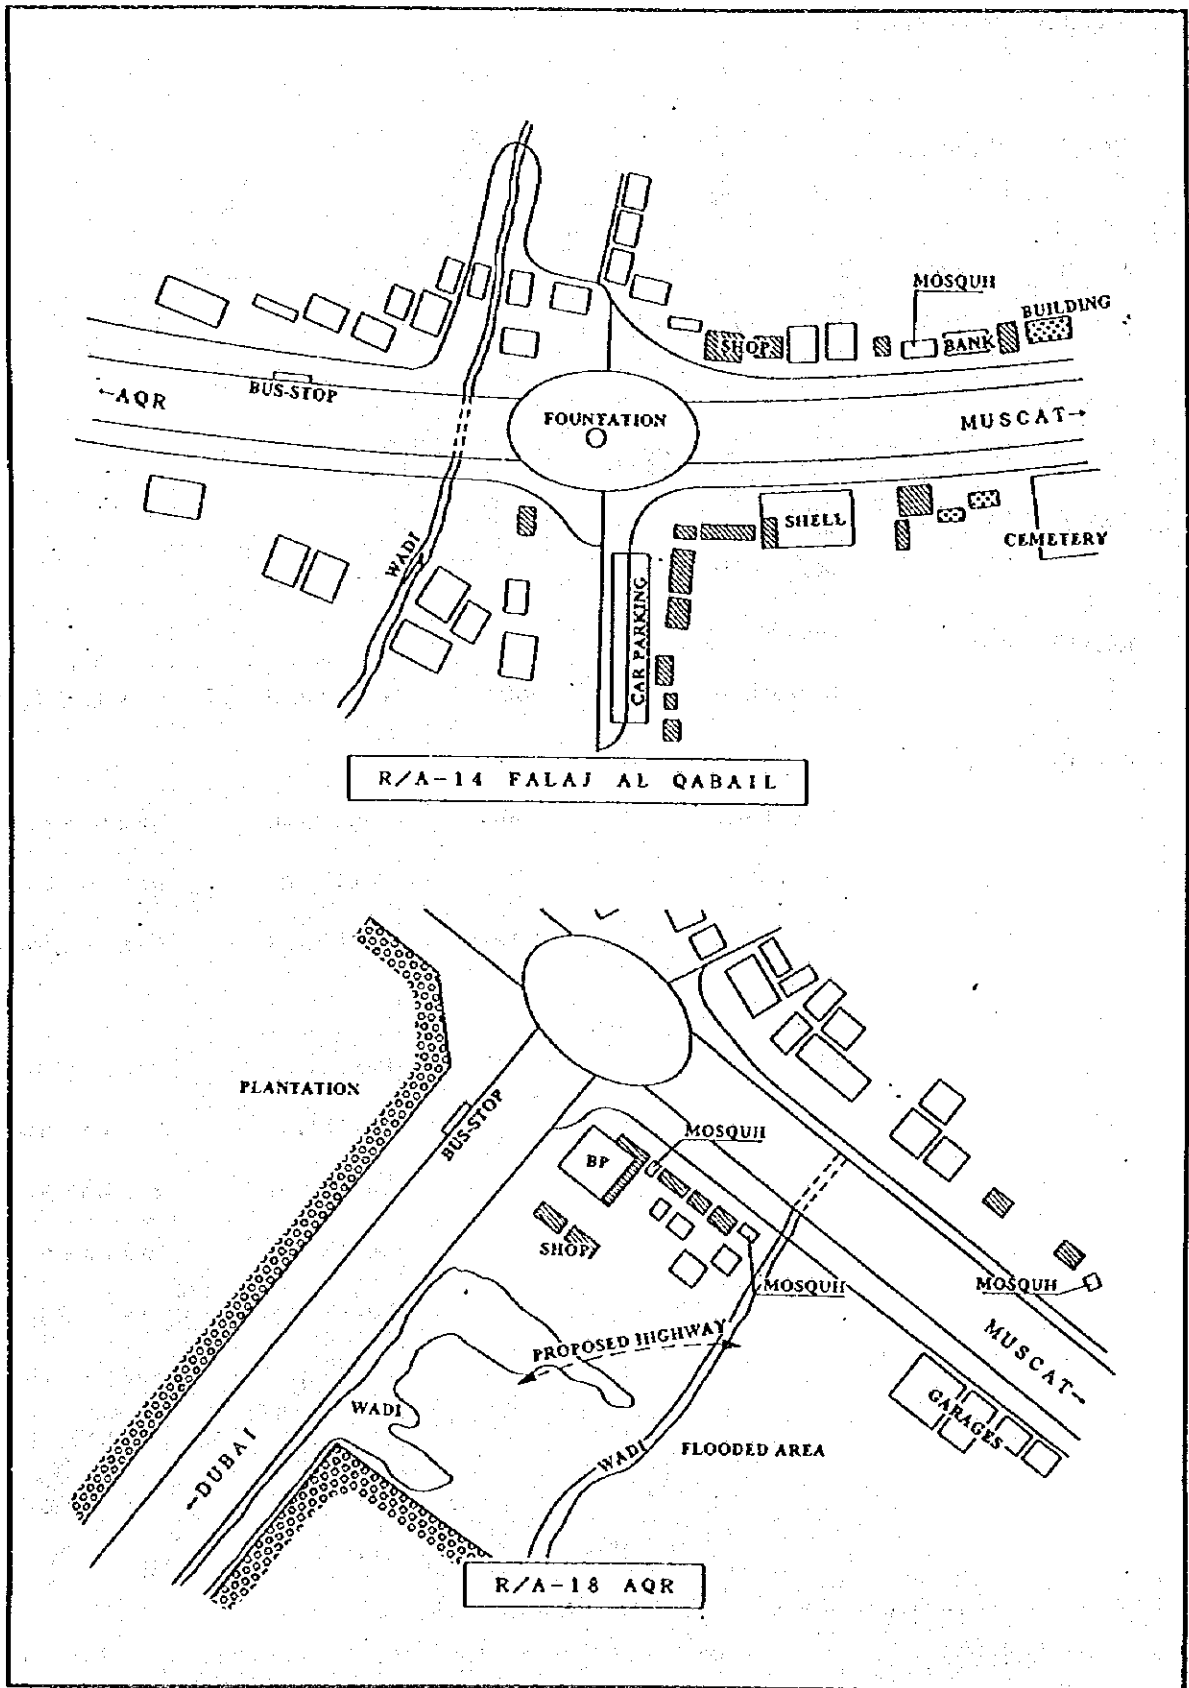 MOSQUH
BUILDING
SHOP
BANK
BUS-STOP
←AQR
FOUNTATION
MUSCAT→
SHELL
WADI
CEMETERY
CAR PARKING
R/A-14 FALAJ AL QABAIL
PLANTATION
BUS-STOP
MOSQUH
BP
SHOP
MOSQUH
MOSQUH
PROPOSED HIGHWAY
MUSCAT→
WADI
GARAGES
←DUBAI
WADI
FLOODED AREA
R/A-18 AQR